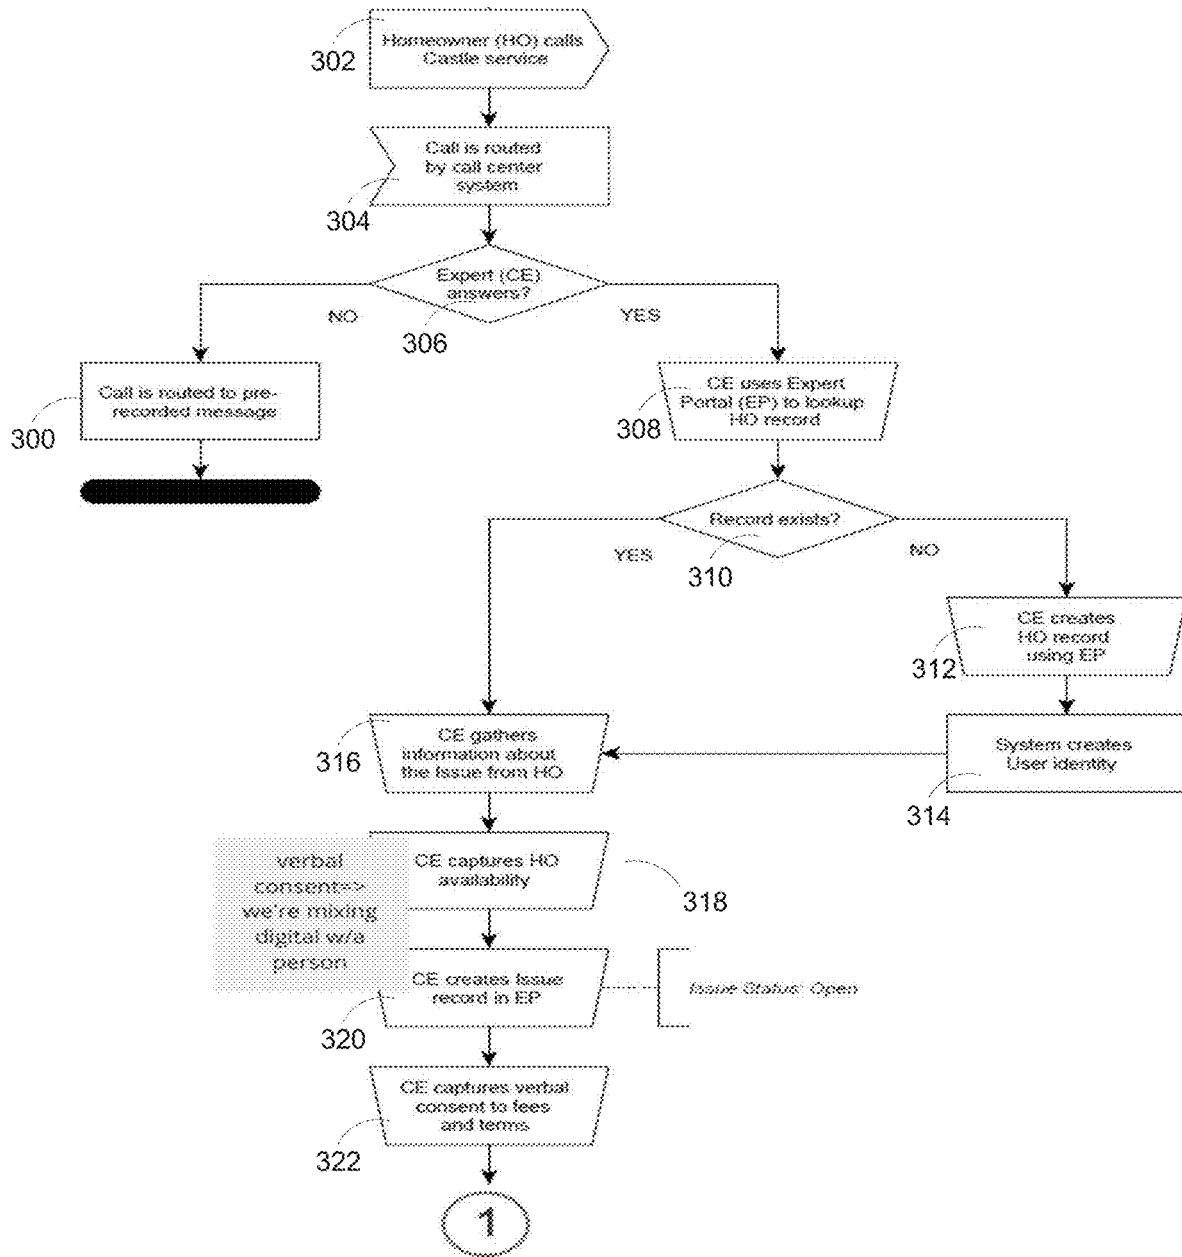 Homeowner (HO) calls
Castle service
302
Call is routed
by call center
system
304
Expert (CE)
answers?
306
NO
YES
Call is routed to pre-
recorded message
300
CE uses Expert
Portal (EP) to lookup
HO record
308
Record exists?
310
YES
NO
CE creates
HO record
using EP
312
System creates
User identity
314
CE gathers
information about
the Issue from HO
316
CE captures HO
availability
318
verbal
consent=>
we're mixing
digital w/a
person
CE creates Issue
record in EP
320
Issue Status: Open
CE captures verbal
consent to fees
and terms
322
1